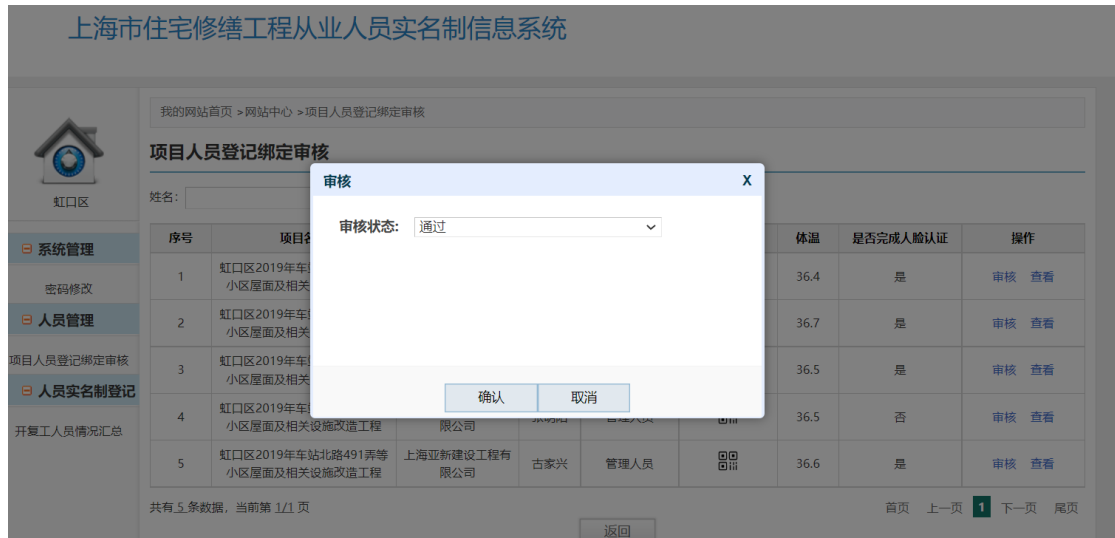 上海市住宅修缮工程从业人员实名制信息系统
我的网站首页 >网站中心 >项目人员登记绑定审核
项目人员登记绑定审核
虹口区
姓名:
审核 X
审核状态: 通过
确认 取消
系统管理
密码修改
人员管理
项目人员登记绑定审核
人员实名制登记
开复工人员情况汇总
序号 项目 体温 是否完成人脸认证 操作
1 虹口区2019年车 36.4 是 审核 查看
小区屋面及相关
2 虹口区2019年车 36.7 是 审核 查看
小区屋面及相关
3 虹口区2019年车 36.5 是 审核 查看
小区屋面及相关
4 虹口区2019年车 36.5 否 审核 查看
小区屋面及相关设施改造工程 限公司 管理人员
5 虹口区2019年车站北路491弄等 上海亚新建设工程有 古家兴 管理人员 36.6 是 审核 查看
小区屋面及相关设施改造工程 限公司
共有 5 条数据，当前第 1/1 页
首页 上一页 1 下一页 尾页
返回